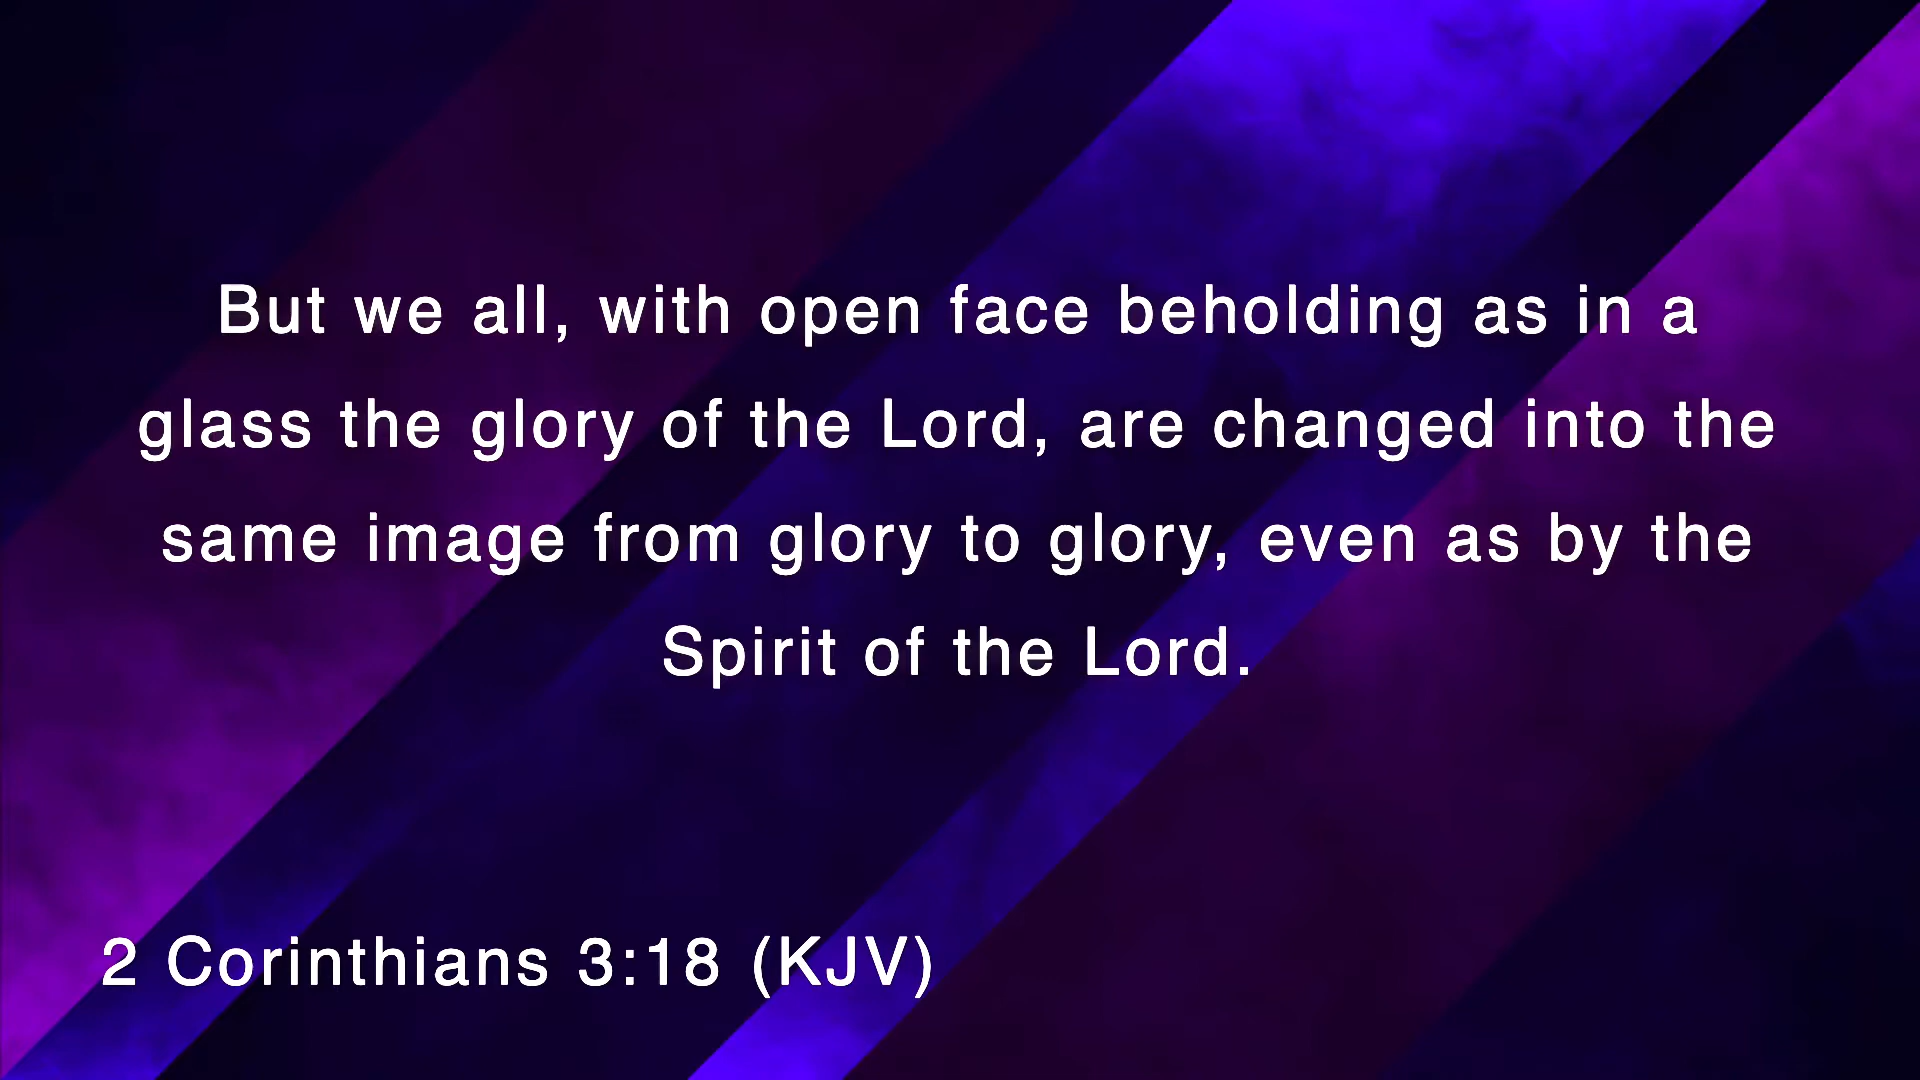 But we all, with open face beholding as in a
glass the glory of the Lord, are changed into the
same image from glory to glory, even as by the
Spirit of the Lord.
2 Corinthians 3:18 (KJV)